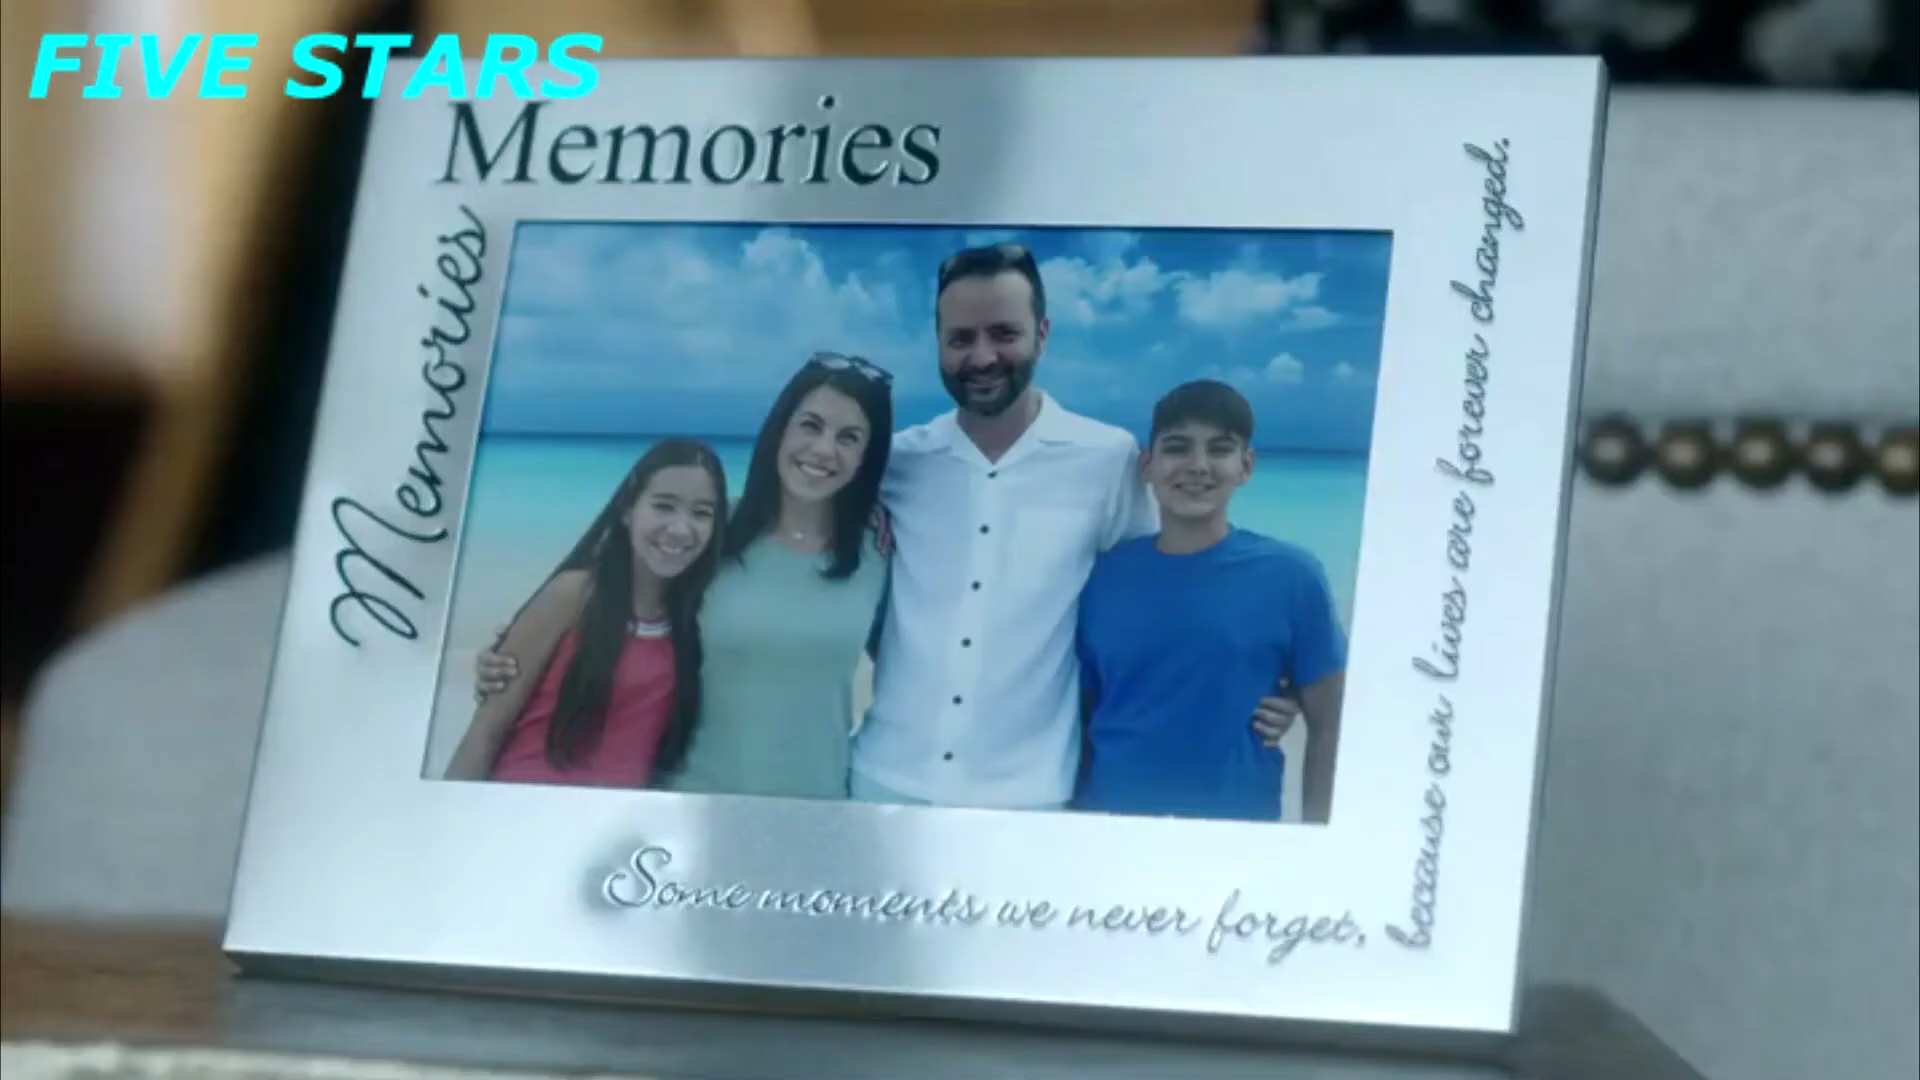 FIVE STARS
Memories
Memories
Some moments we never forget,
because our lives are forever changed.